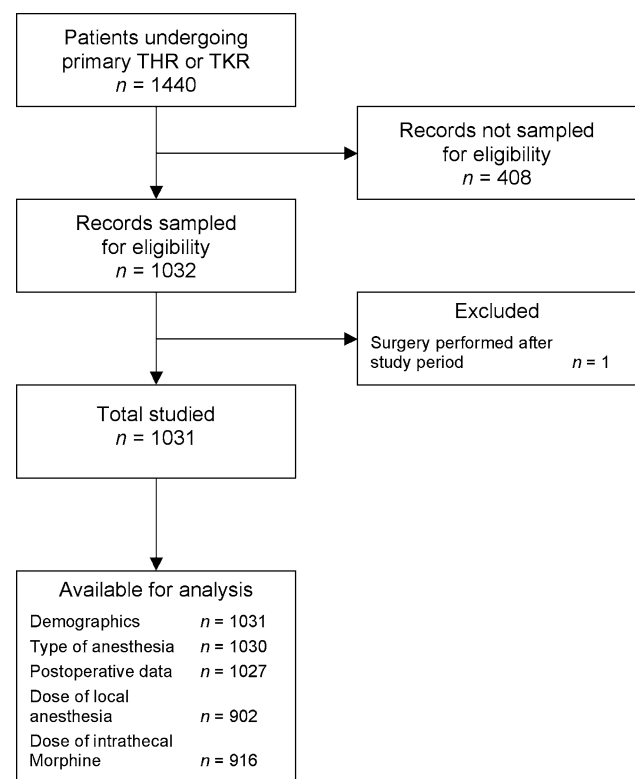 Patients undergoing
primary THR or TKR
n = 1440
Records not sampled
for eligibility
n = 408
Records sampled
for eligibility
n = 1032
Excluded
Surgery performed after
study period n = 1
Total studied
n = 1031
Available for analysis
Demographics n = 1031
Type of anesthesia n = 1030
Postoperative data n = 1027
Dose of local
anesthesia n = 902
Dose of intrathecal
Morphine n = 916